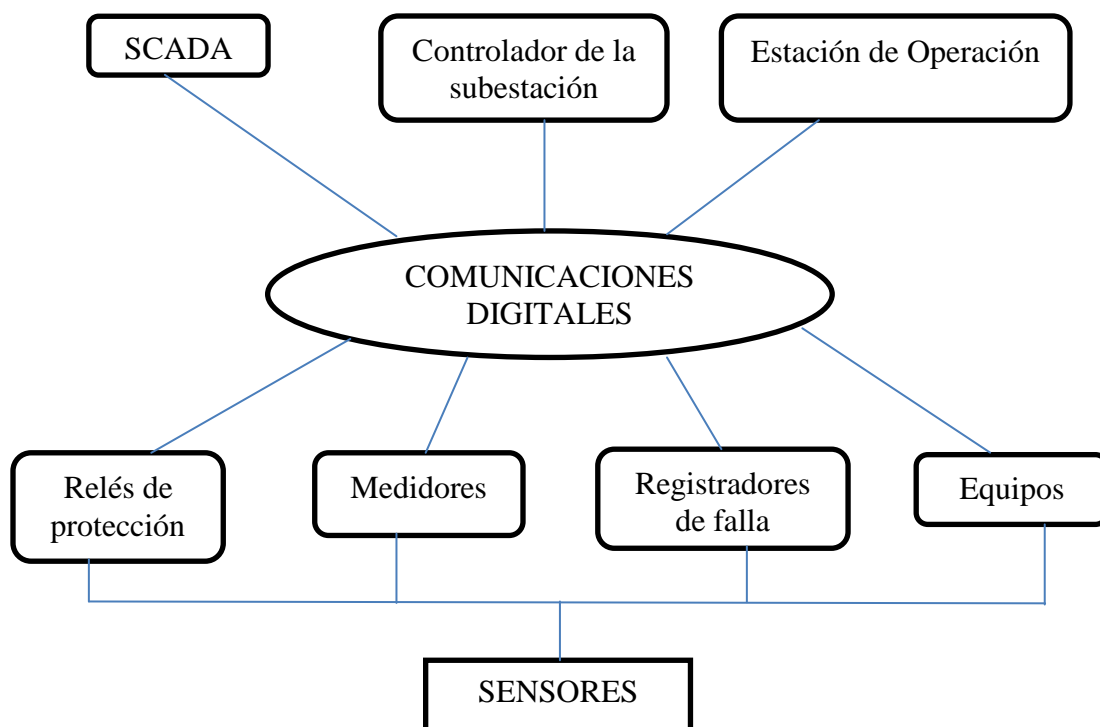 SCADA
Controlador de la
subestación
Estación de Operación
COMUNICACIONES
DIGITALES
Relés de
protección
Medidores
Registradores
de falla
Equipos
SENSORES